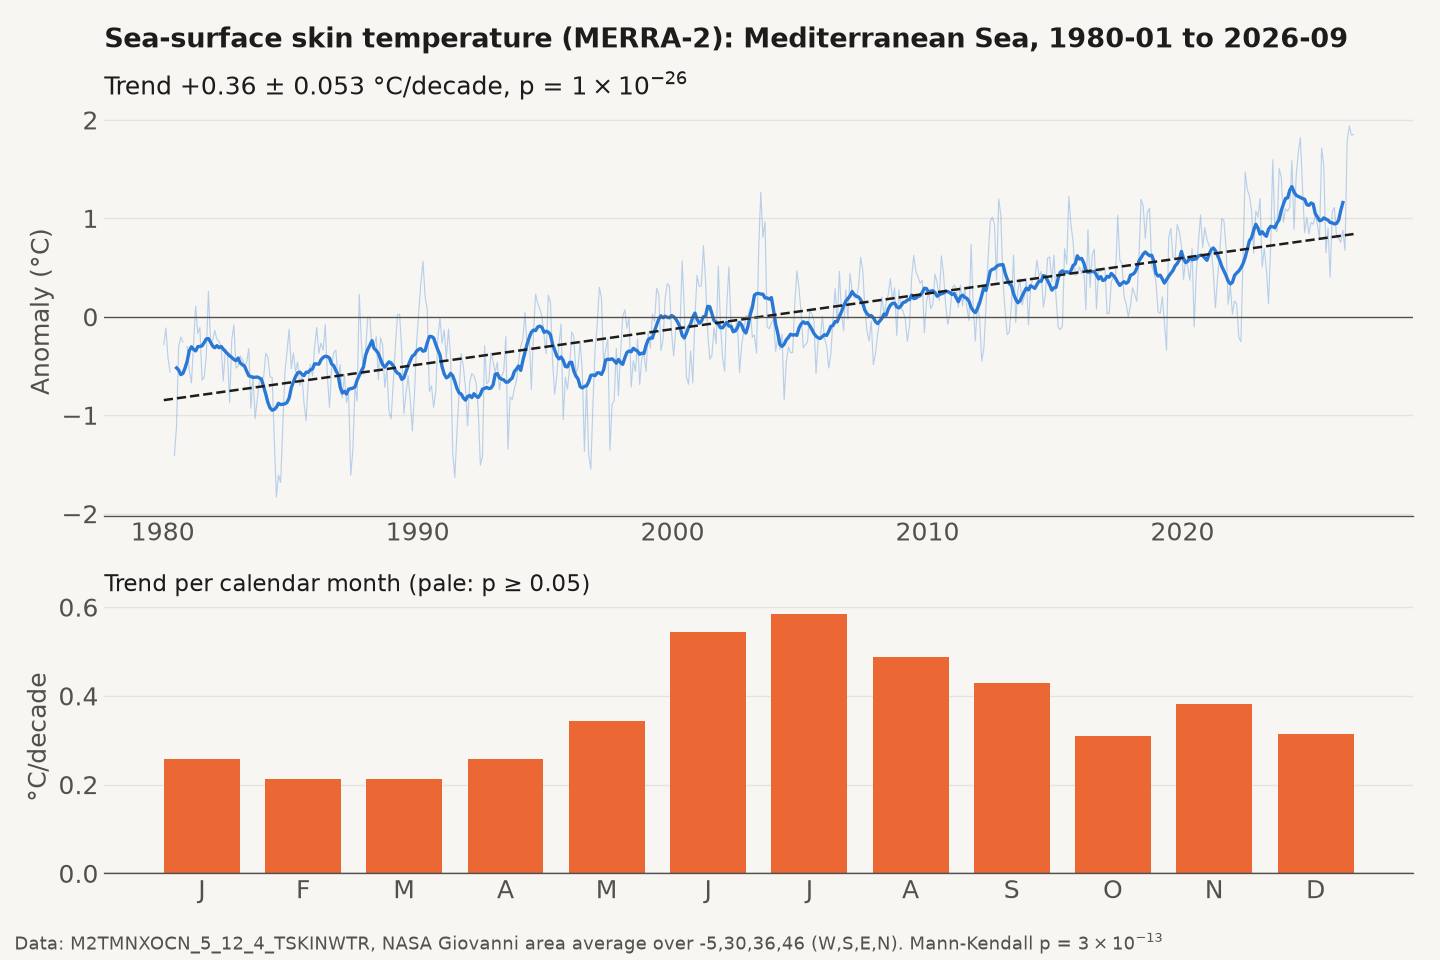 Sea-surface skin temperature (MERRA-2): Mediterranean Sea, 1980-01 to 2026-09
Trend +0.36 ± 0.053 °C/decade, p = 1 × 10⁻²⁶
Anomaly (°C)
2
1
0
−1
−2
1980 1990 2000 2010 2020
Trend per calendar month (pale: p ≥ 0.05)
°C/decade
0.6
0.4
0.2
0.0
J F M A M J J A S O N D
Data: M2TMNXOCN_5_12_4_TSKINWTR, NASA Giovanni area average over -5,30,36,46 (W,S,E,N). Mann-Kendall p = 3 × 10⁻¹³